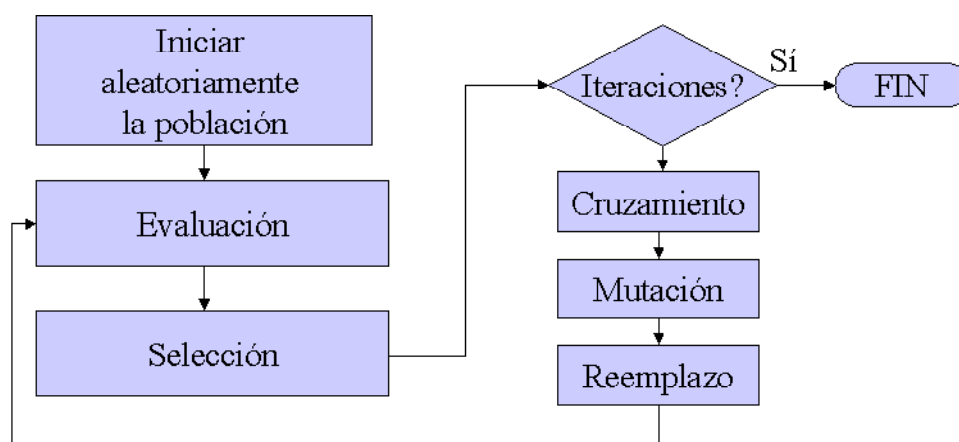 Iniciar
aleatoriamente
la población
Evaluación
Selección
Iteraciones?
Sí
FIN
Cruzamiento
Mutación
Reemplazo